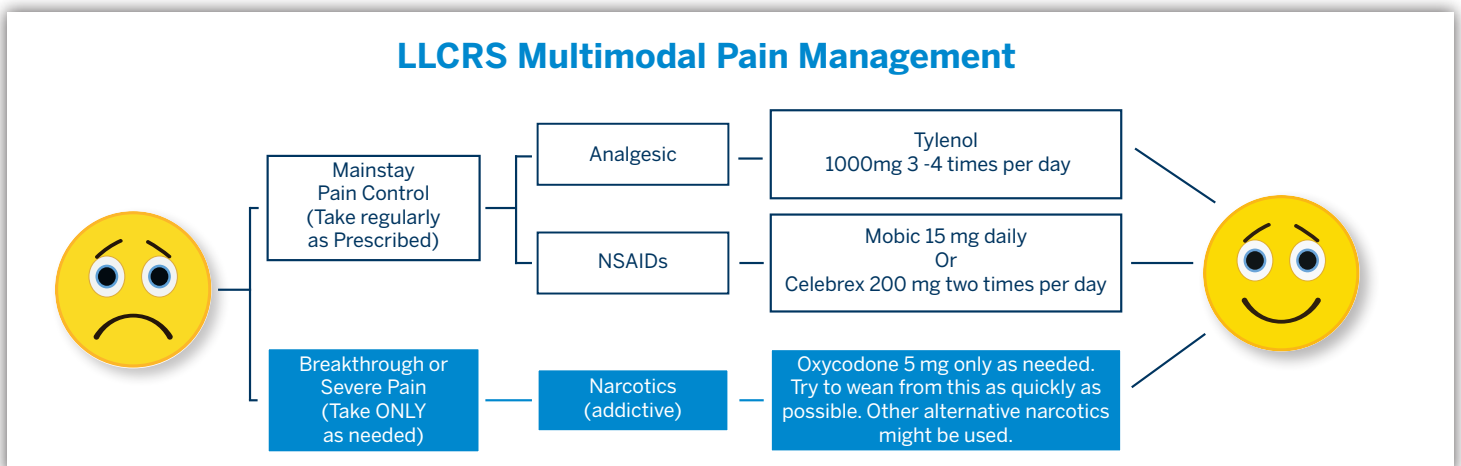 LLCRS Multimodal Pain Management
Mainstay
Pain Control
(Take regularly
as Prescribed)
Analgesic
Tylenol
1000mg 3 -4 times per day
NSAIDs
Mobic 15 mg daily
Or
Celebrex 200 mg two times per day
Breakthrough or
Severe Pain
(Take ONLY
as needed)
Narcotics
(addictive)
Oxycodone 5 mg only as needed.
Try to wean from this as quickly as
possible. Other alternative narcotics
might be used.